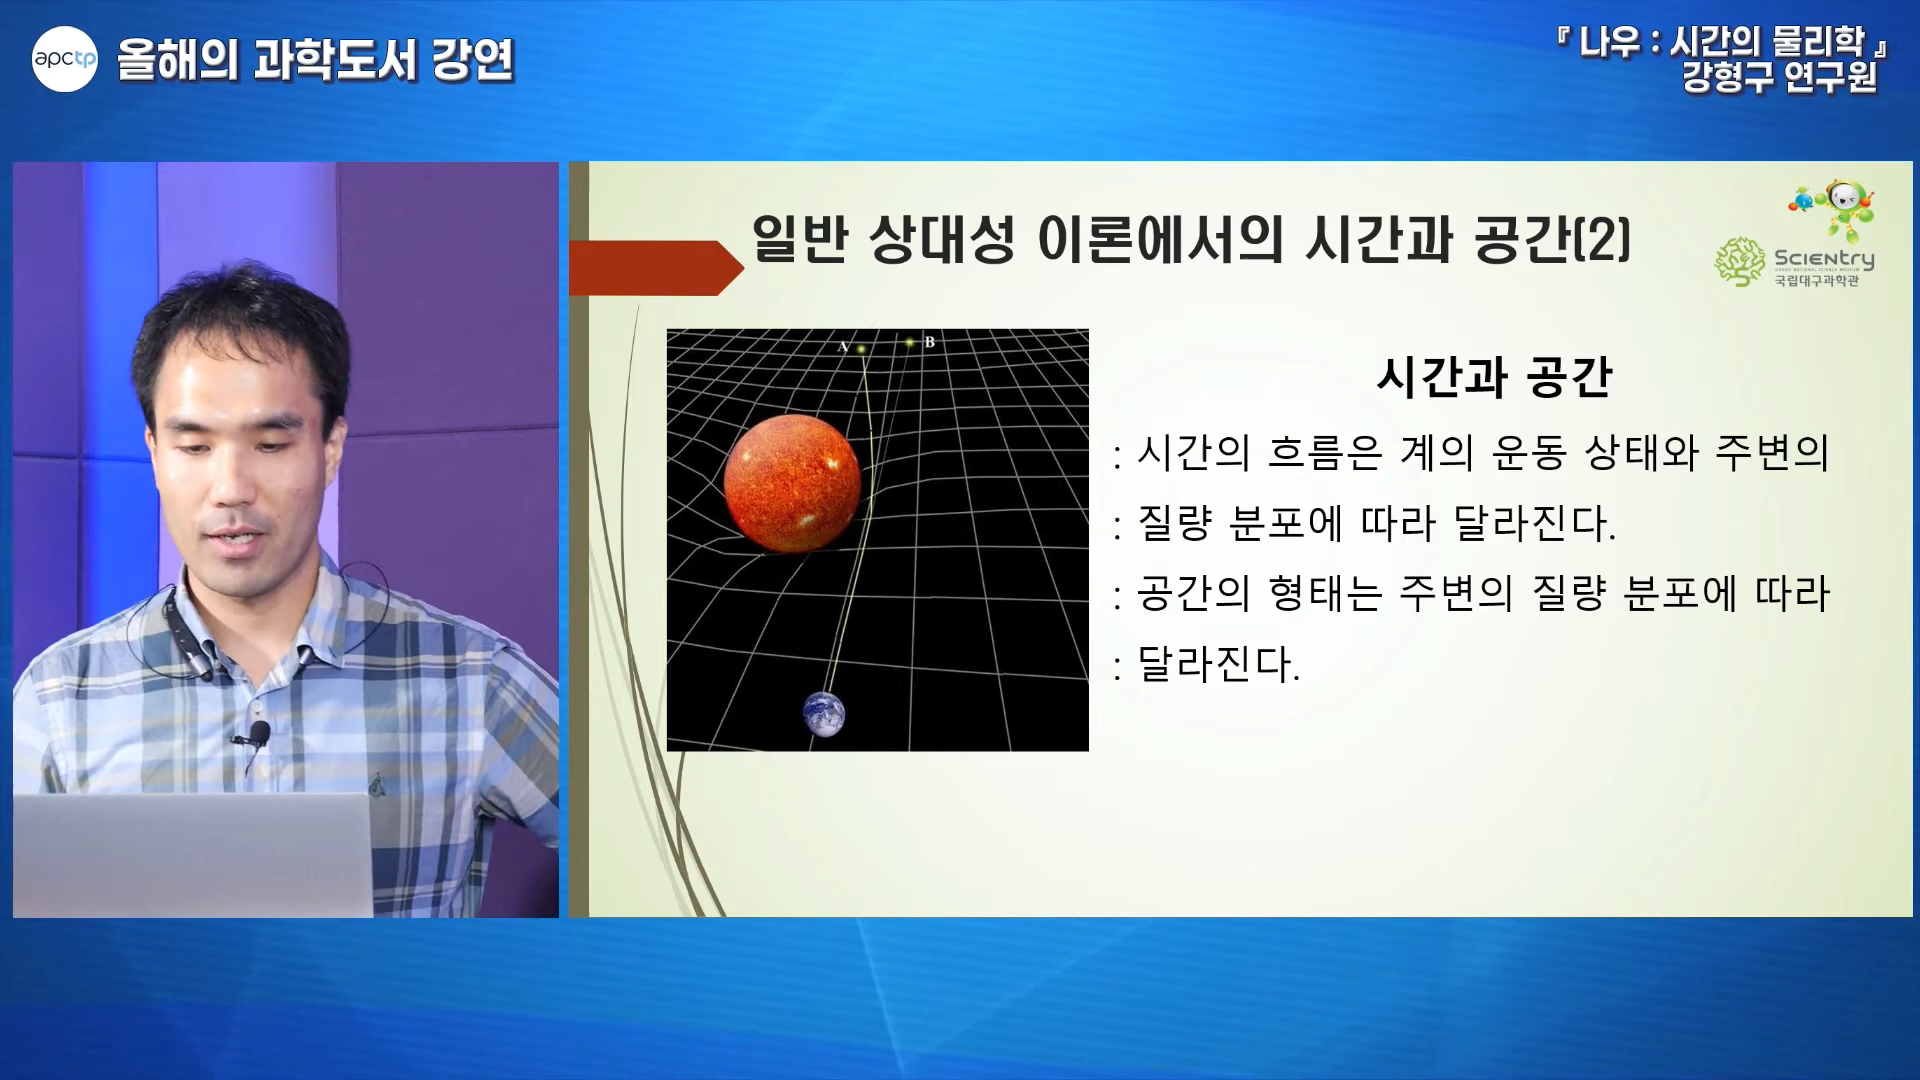 apctp
올해의 과학도서 강연
『 나우 : 시간의 물리학 』
강형구 연구원
일반 상대성 이론에서의 시간과 공간(2)
Scientry
DAEGU NATIONAL SCIENCE MUSEUM
국립대구과학관
A
B
시간과 공간
: 시간의 흐름은 계의 운동 상태와 주변의
: 질량 분포에 따라 달라진다.
: 공간의 형태는 주변의 질량 분포에 따라
: 달라진다.